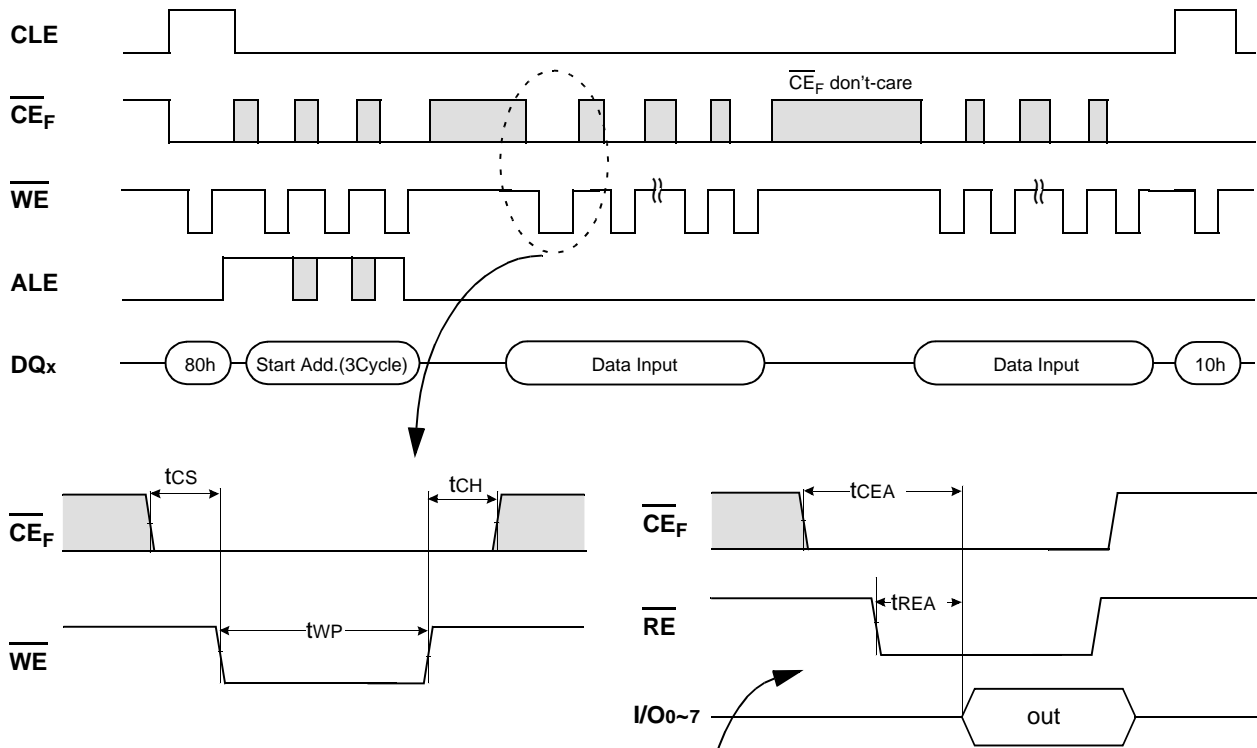 CLE
CEF don't-care
CEF
WE
ALE
DQx 80h Start Add.(3Cycle) Data Input Data Input 10h
tCS tCH tCEA
CEF CEF
tWP tREA
WE RE
I/O0~7 out